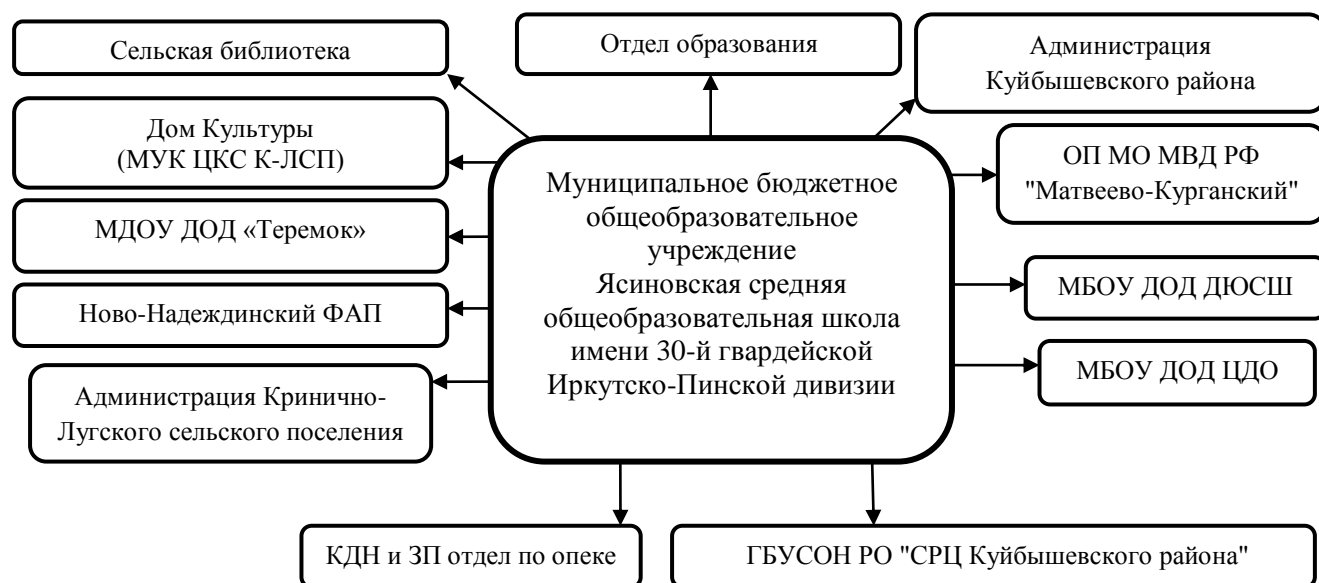 Сельская библиотека
Отдел образования
Администрация
Куйбышевского района
Дом Культуры
(МУК ЦКС К-ЛСП)
ОП МО МВД РФ
"Матвеево-Курганский"
Муниципальное бюджетное
общеобразовательное
учреждение
Ясиновская средняя
общеобразовательная школа
имени 30-й гвардейской
Иркутско-Пинской дивизии
МДОУ ДОД «Теремок»
МБОУ ДОД ДЮСШ
Ново-Надеждинский ФАП
МБОУ ДОД ЦДО
Администрация Кринично-
Лугского сельского поселения
КДН и ЗП отдел по опеке
ГБУСОН РО "СРЦ Куйбышевского района"